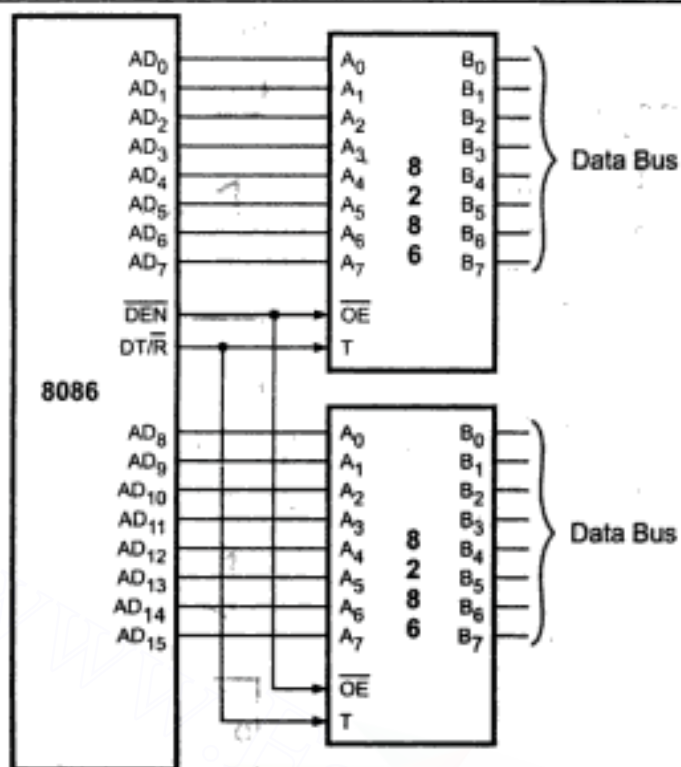 8086
AD0
AD1
AD2
AD3
AD4
AD5
AD6
AD7
D̅E̅N̅
DT/R̅
AD8
AD9
AD10
AD11
AD12
AD13
AD14
AD15
A0
A1
A2
A3
A4
A5
A6
A7
O̅E̅
T
8
2
8
6
B0
B1
B2
B3
B4
B5
B6
B7
Data Bus
A0
A1
A2
A3
A4
A5
A6
A7
O̅E̅
T
8
2
8
6
B0
B1
B2
B3
B4
B5
B6
B7
Data Bus